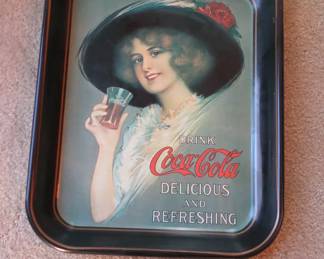 DRINK
Coca-Cola
DELICIOUS
AND
REFRESHING